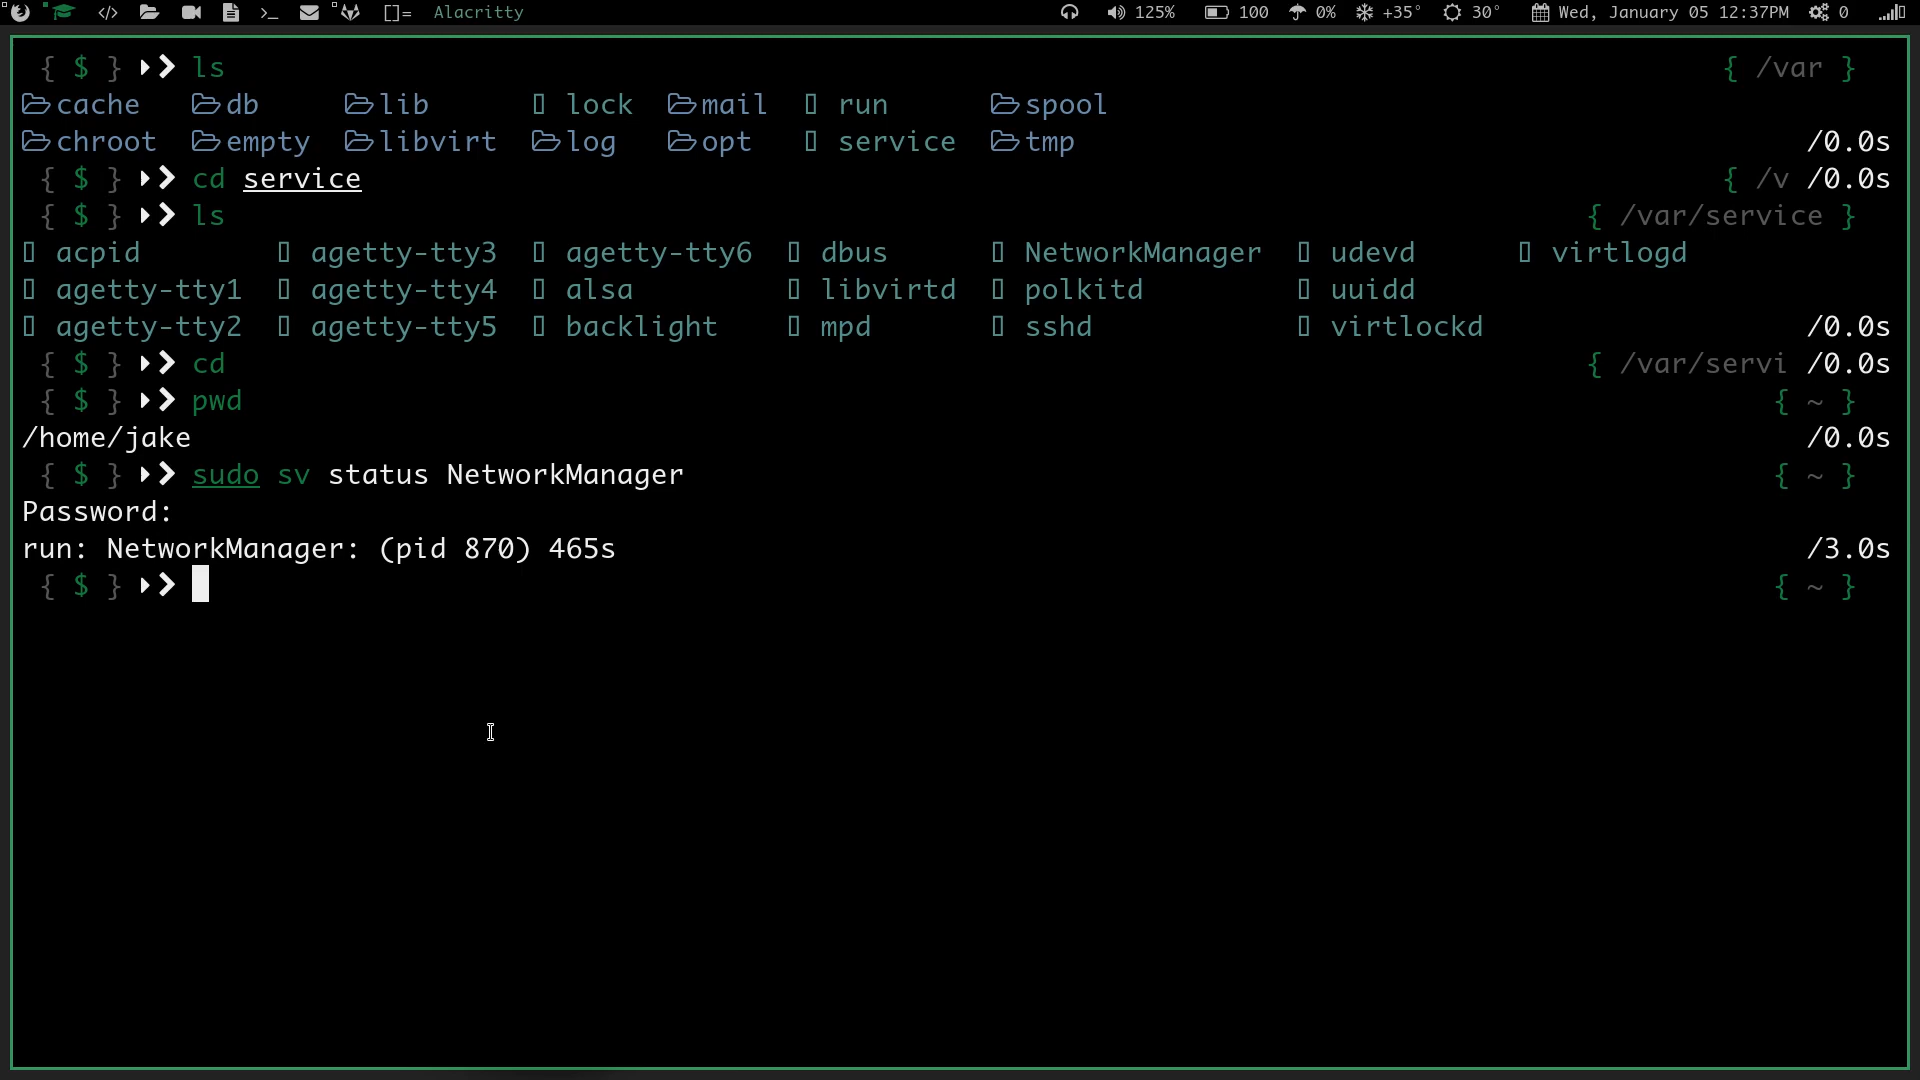 []= Alacritty 125% 100 0% +35° 30° Wed, January 05 12:37PM 0
{ $ } ls { /var }
cache db lib lock mail run spool
chroot empty libvirt log opt service tmp /0.0s
{ $ } cd service { /v /0.0s
{ $ } ls { /var/service }
acpid agetty-tty3 agetty-tty6 dbus NetworkManager udevd virtlogd
agetty-tty1 agetty-tty4 alsa libvirtd polkitd uuidd
agetty-tty2 agetty-tty5 backlight mpd sshd virtlockd /0.0s
{ $ } cd { /var/servi /0.0s
{ $ } pwd { ~ }
/home/jake /0.0s
{ $ } sudo sv status NetworkManager { ~ }
Password:
run: NetworkManager: (pid 870) 465s /3.0s
{ $ } { ~ }